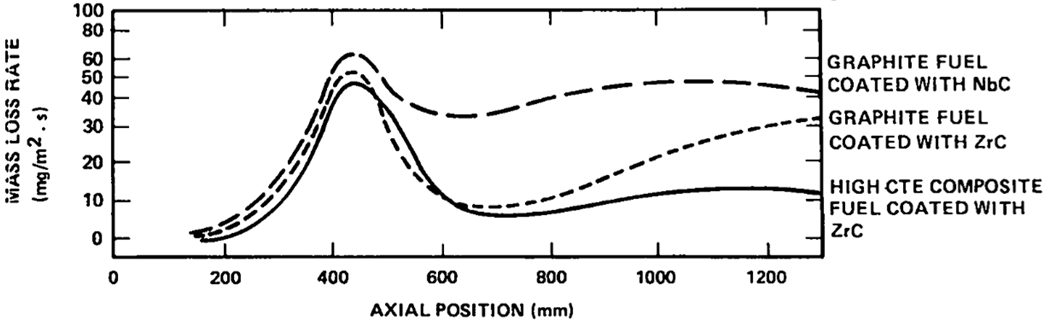 MASS LOSS RATE
(mg/m²·s)
100
80
60
50
40
30
20
10
0
0 200 400 600 800 1000 1200
AXIAL POSITION (mm)
GRAPHITE FUEL
COATED WITH NbC
GRAPHITE FUEL
COATED WITH ZrC
HIGH CTE COMPOSITE
FUEL COATED WITH
ZrC